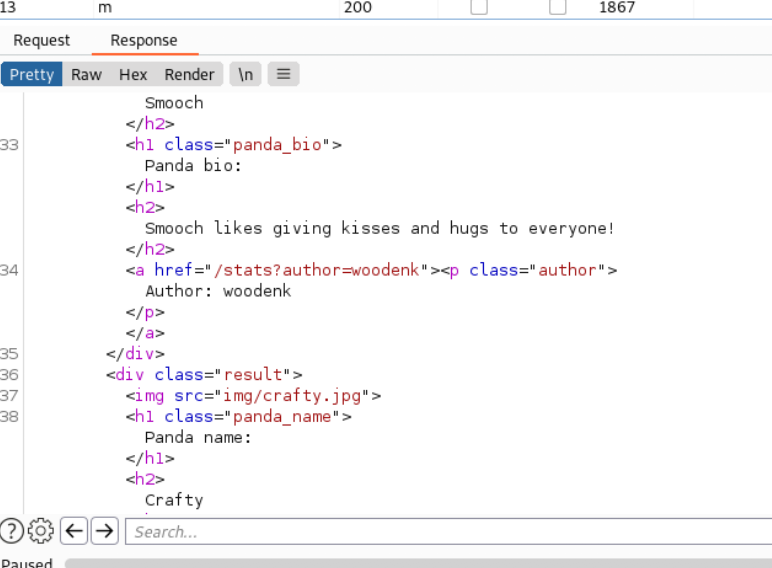 13 m 200 1867
Request Response
Pretty Raw Hex Render \n
Smooch
</h2>
33 <h1 class="panda_bio">
Panda bio:
</h1>
<h2>
Smooch likes giving kisses and hugs to everyone!
</h2>
34 <a href="/stats?author=woodenk"><p class="author">
Author: woodenk
</p>
</a>
35 </div>
36 <div class="result">
37 <img src="img/crafty.jpg">
38 <h1 class="panda_name">
Panda name:
</h1>
<h2>
Crafty
Search...
Paused